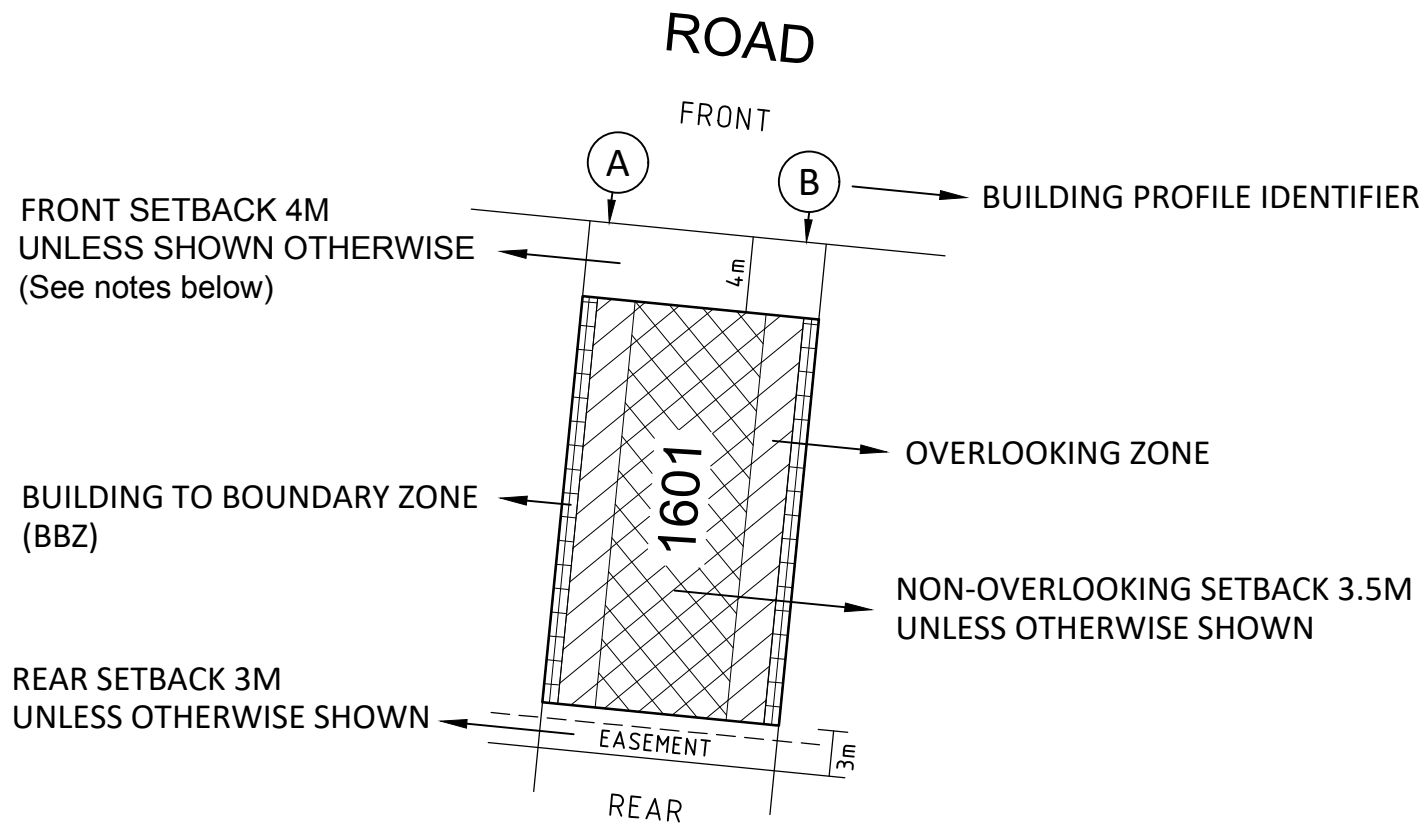 ROAD
FRONT
A
B
BUILDING PROFILE IDENTIFIER
FRONT SETBACK 4M
UNLESS SHOWN OTHERWISE
(See notes below)
4m
OVERLOOKING ZONE
1601
BUILDING TO BOUNDARY ZONE
(BBZ)
NON-OVERLOOKING SETBACK 3.5M
UNLESS OTHERWISE SHOWN
REAR SETBACK 3M
UNLESS OTHERWISE SHOWN
EASEMENT
3m
REAR